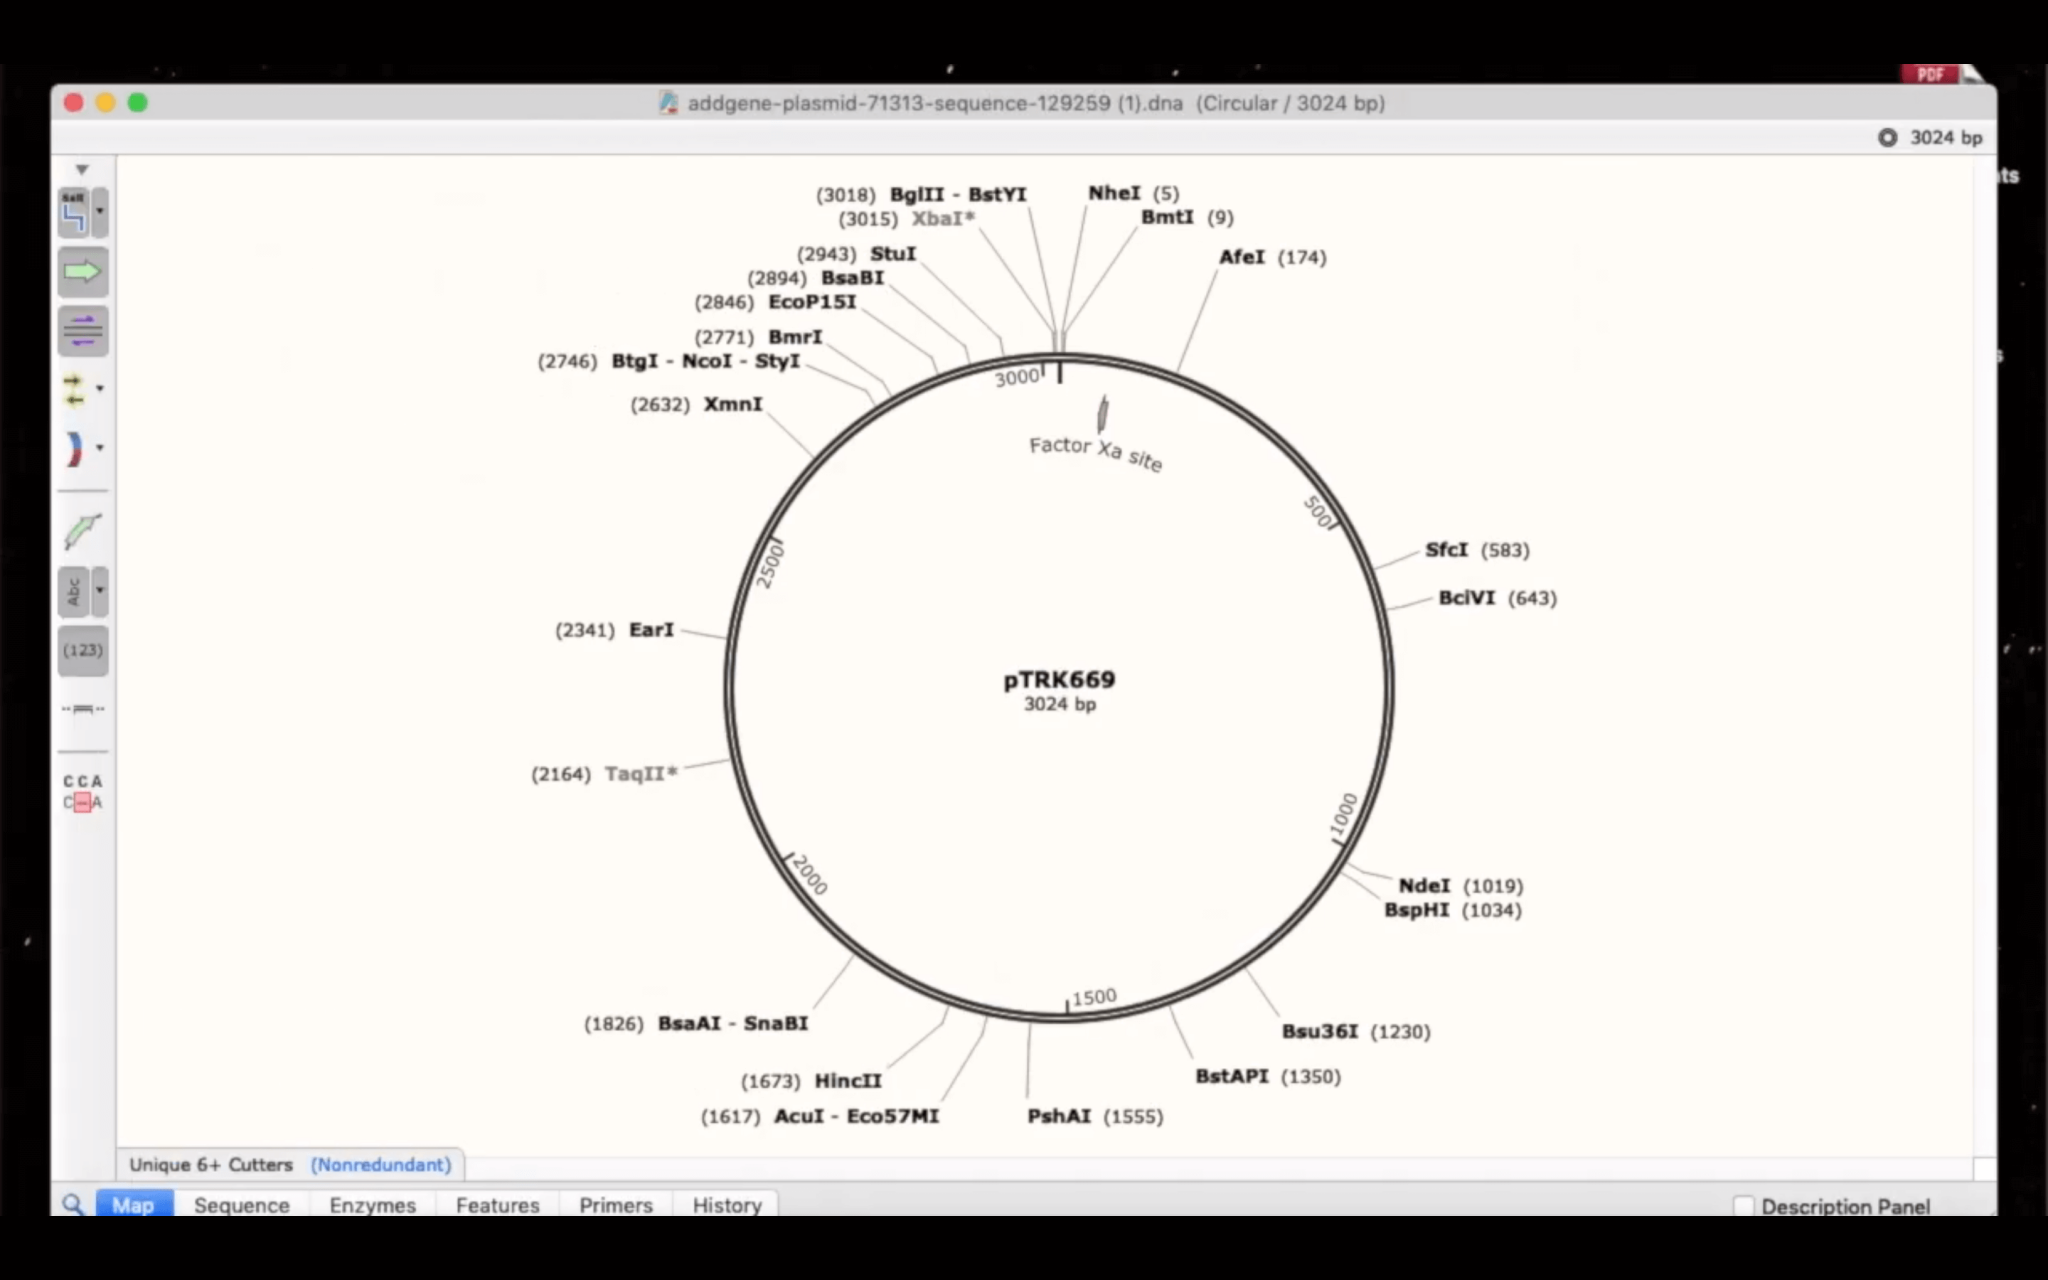 PDF
addgene-plasmid-71313-sequence-129259 (1).dna (Circular / 3024 bp)
3024 bp
nts
s
SalI
(3018) BglII - BstYI
NheI (5)
(3015) XbaI*
BmtI (9)
(2943) StuI
AfeI (174)
(2894) BsaBI
(2846) EcoP15I
(2771) BmrI
(2746) BtgI - NcoI - StyI
(2632) XmnI
3000
Factor Xa site
500
SfcI (583)
2500
BciVI (643)
Abc
(2341) EarI
(123)
pTRK669
3024 bp
(2164) TaqII*
CCA
C-A
1000
2000
NdeI (1019)
BspHI (1034)
1500
(1826) BsaAI - SnaBI
Bsu36I (1230)
(1673) HincII
BstAPI (1350)
(1617) AcuI - Eco57MI
PshAI (1555)
Unique 6+ Cutters (Nonredundant)
Map Sequence Enzymes Features Primers History
Description Panel